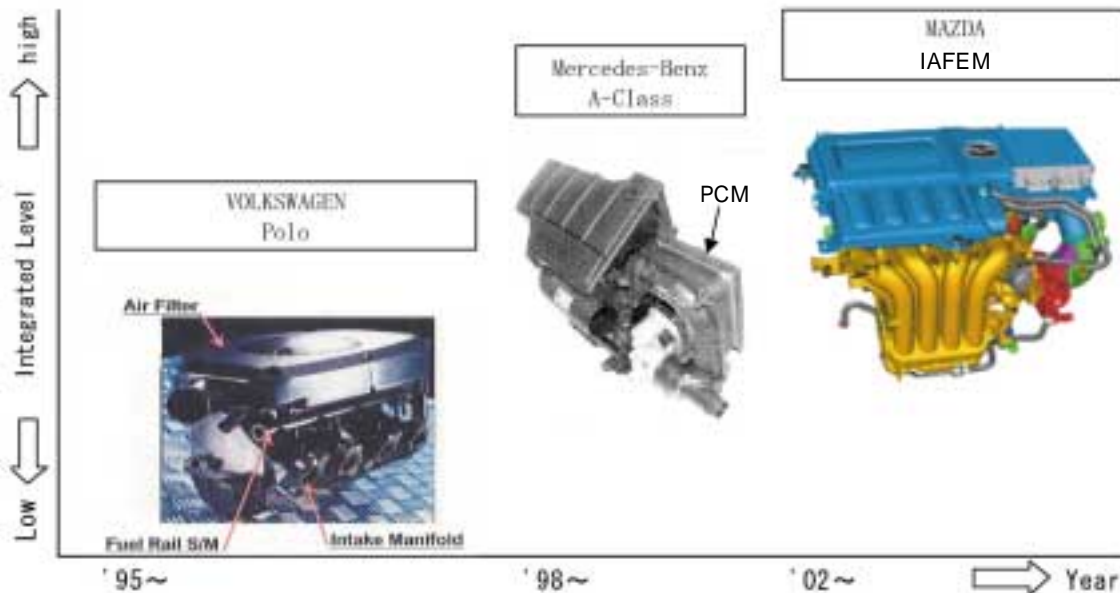 high
Integrated Level
Low
VOLKSWAGEN
Polo
Air Filter
Fuel Rail S/M
Intake Manifold
Mercedes-Benz
A-Class
PCM
MAZDA
IAFEM
'95～
'98～
'02～
Year